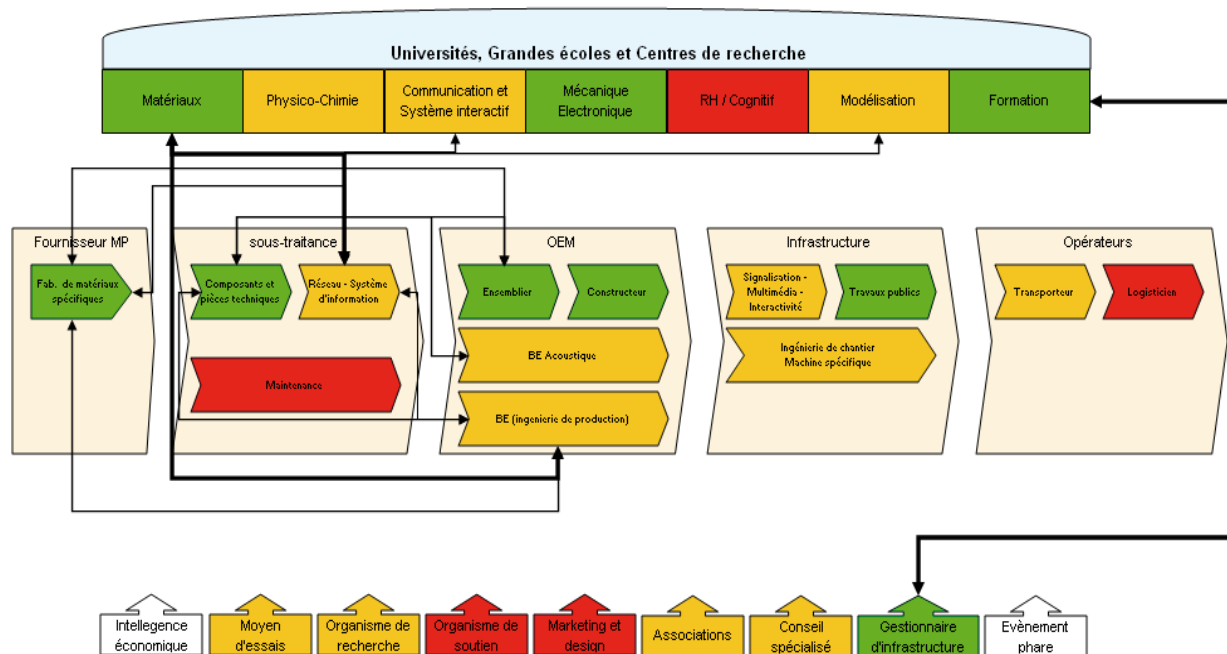 Universités, Grandes écoles et Centres de recherche
Matériaux
Physico-Chimie
Communication et
Système interactif
Mécanique
Electronique
RH / Cognitif
Modélisation
Formation
Fournisseur MP
sous-traitance
OEM
Infrastructure
Opérateurs
Fab. de matériaux
spécifiques
Composants et
pièces techniques
Réseau - Système
d'information
Ensemblier
Constructeur
Signalisation -
Multimédia -
Interactivité
Travaux publics
Transporteur
Logisticien
BE Acoustique
Ingénierie de chantier
Machine spécifique
Maintenance
BE (ingenierie de production)
Intellegence
économique
Moyen
d'essais
Organisme de
recherche
Organisme de
soutien
Marketing et
design
Associations
Conseil
spécialisé
Gestionnaire
d'infrastructure
Evènement
phare